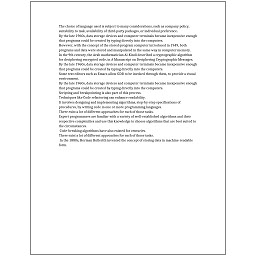 The choice of language used is subject to many considerations, such as company policy,
suitability to task, availability of third-party packages, or individual preference.
By the late 1960s, data storage devices and computer terminals became inexpensive enough
that programs could be created by typing directly into the computers.
However, with the concept of the stored-program computer introduced in 1949, both
programs and data were stored and manipulated in the same way in computer memory.
In the 9th century, the Arab mathematician Al-Kindi described a cryptographic algorithm
for deciphering encrypted code, in A Manuscript on Deciphering Cryptographic Messages.
By the late 1960s, data storage devices and computer terminals became inexpensive enough
that programs could be created by typing directly into the computers.
Some text editors such as Emacs allow GDB to be invoked through them, to provide a visual
environment.
By the late 1960s, data storage devices and computer terminals became inexpensive enough
that programs could be created by typing directly into the computers.
Scripting and breakpointing is also part of this process.
Techniques like Code refactoring can enhance readability.
It involves designing and implementing algorithms, step-by-step specifications of
procedures, by writing code in one or more programming languages.
There exist a lot of different approaches for each of those tasks.
Expert programmers are familiar with a variety of well-established algorithms and their
respective complexities and use this knowledge to choose algorithms that are best suited to
the circumstances.
Code-breaking algorithms have also existed for centuries.
There exist a lot of different approaches for each of those tasks.
In the 1880s, Herman Hollerith invented the concept of storing data in machine-readable
form.